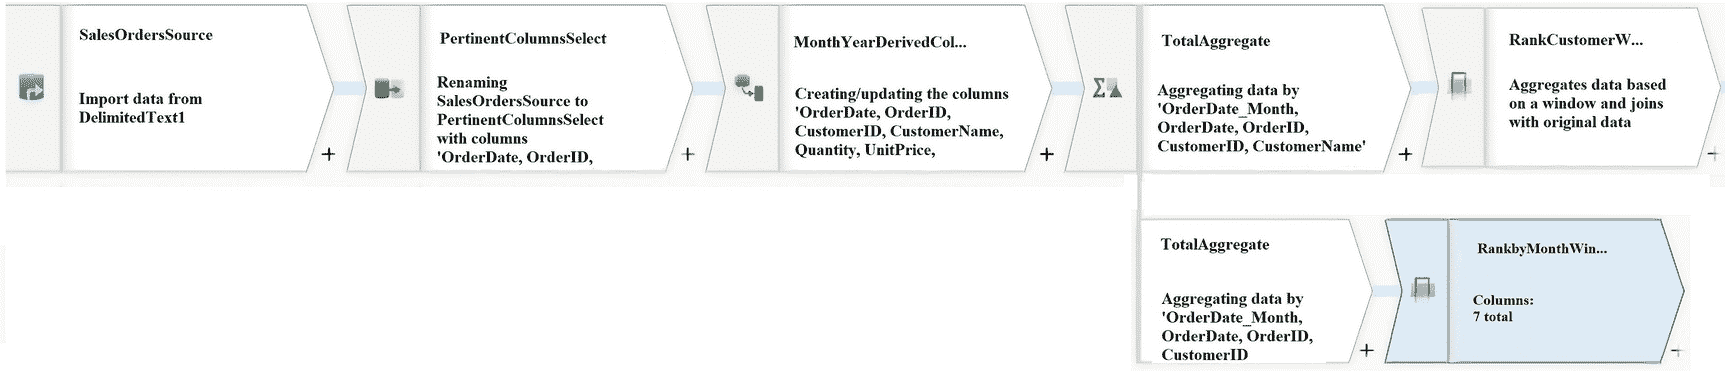 SalesOrdersSource
Import data from
DelimitedText1
+
PertinentColumnsSelect
Renaming
SalesOrdersSource to
PertinentColumnsSelect
with columns
'OrderDate, OrderID,
+
MonthYearDerivedCol...
Creating/updating the columns
'OrderDate, OrderID,
CustomerID, CustomerName,
Quantity, UnitPrice,
+
TotalAggregate
Aggregating data by
'OrderDate_Month,
OrderDate, OrderID,
CustomerID, CustomerName'
+
RankCustomerW...
Aggregates data based
on a window and joins
with original data
+
TotalAggregate
Aggregating data by
'OrderDate_Month,
OrderDate, OrderID,
CustomerID
+
RankbyMonthWin...
Columns:
7 total
+